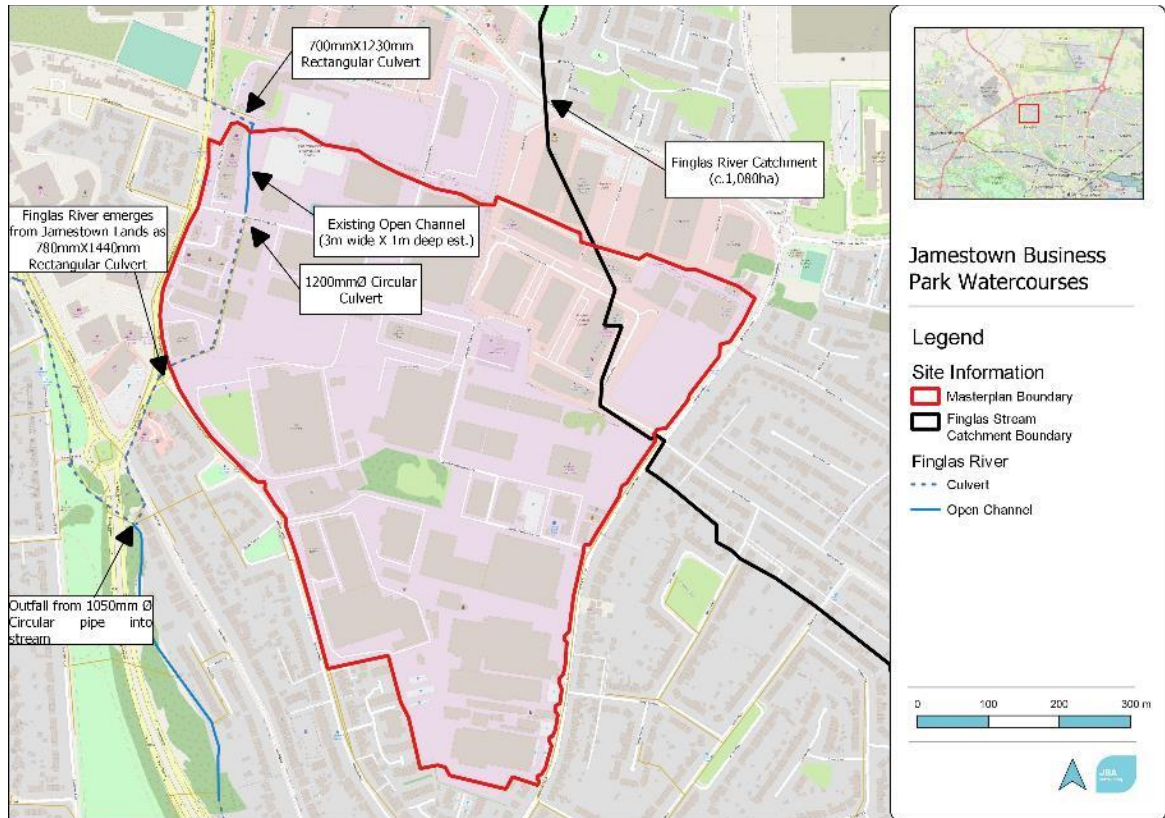 700mmX1230mm
Rectangular Culvert
Finglas River Catchment
(c.1,080ha)
Finglas River emerges
from Jamestown Lands as
780mmX1440mm
Rectangular Culvert
Existing Open Channel
(3m wide X 1m deep est.)
1200mmØ Circular
Culvert
Outfall from 1050mm Ø
Circular pipe into
stream
Jamestown Business
Park Watercourses
Legend
Site Information
Masterplan Boundary
Finglas Stream
Catchment Boundary
Finglas River
Culvert
Open Channel
0 100 200 300 m
JBA